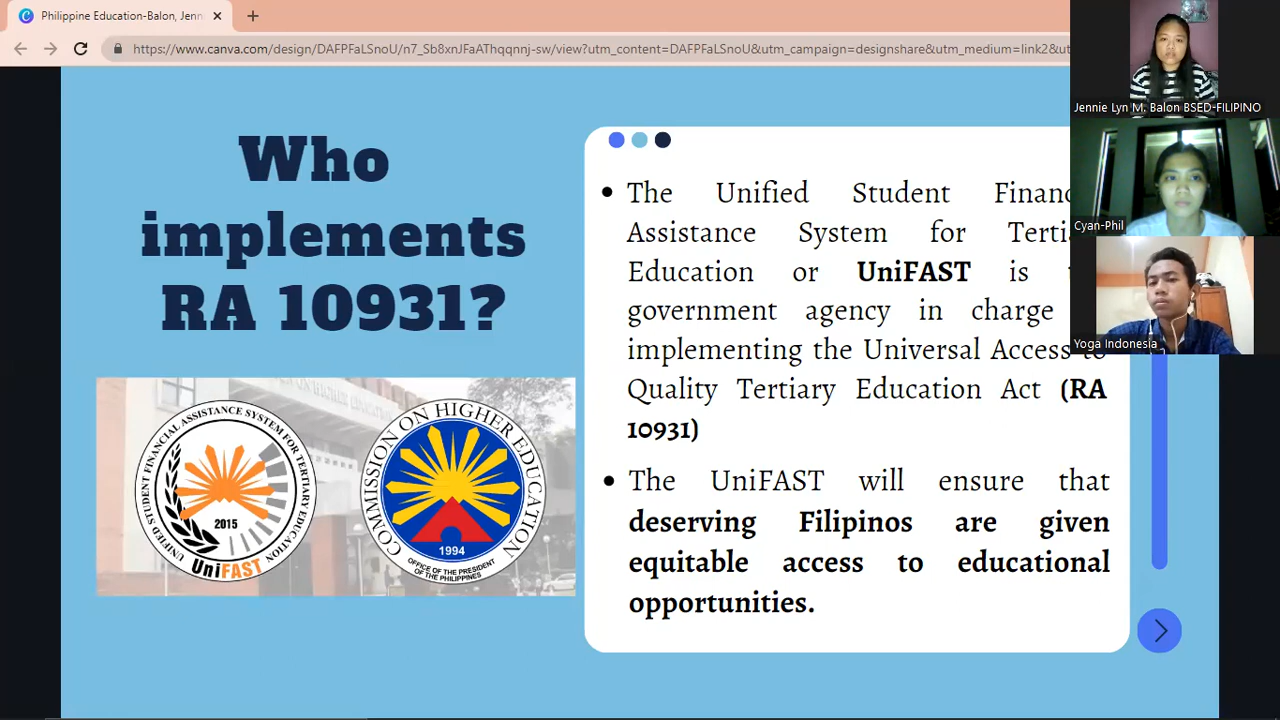 Philippine Education-Balon, Jenn
https://www.canva.com/design/DAFPFaLSnoU/n7_Sb8xnJFaAThqqnnj-sw/view?utm_content=DAFPFaLSnoU&utm_campaign=designshare&utm_medium=link2&ut
Who
implements
RA 10931?
UNIFIED STUDENT FINANCIAL ASSISTANCE SYSTEM FOR TERTIARY EDUCATION
2015
UniFAST
COMMISSION ON HIGHER EDUCATION
1994
OFFICE OF THE PRESIDENT
OF THE PHILIPPINES
The Unified Student Financ
Assistance System for Tertia
Education or UniFAST is
government agency in charge
implementing the Universal Access to
Quality Tertiary Education Act (RA
10931)
The UniFAST will ensure that
deserving Filipinos are given
equitable access to educational
opportunities.
Jennie Lyn M. Balon BSED-FILIPINO
Cyan-Phil
Yoga Indonesia